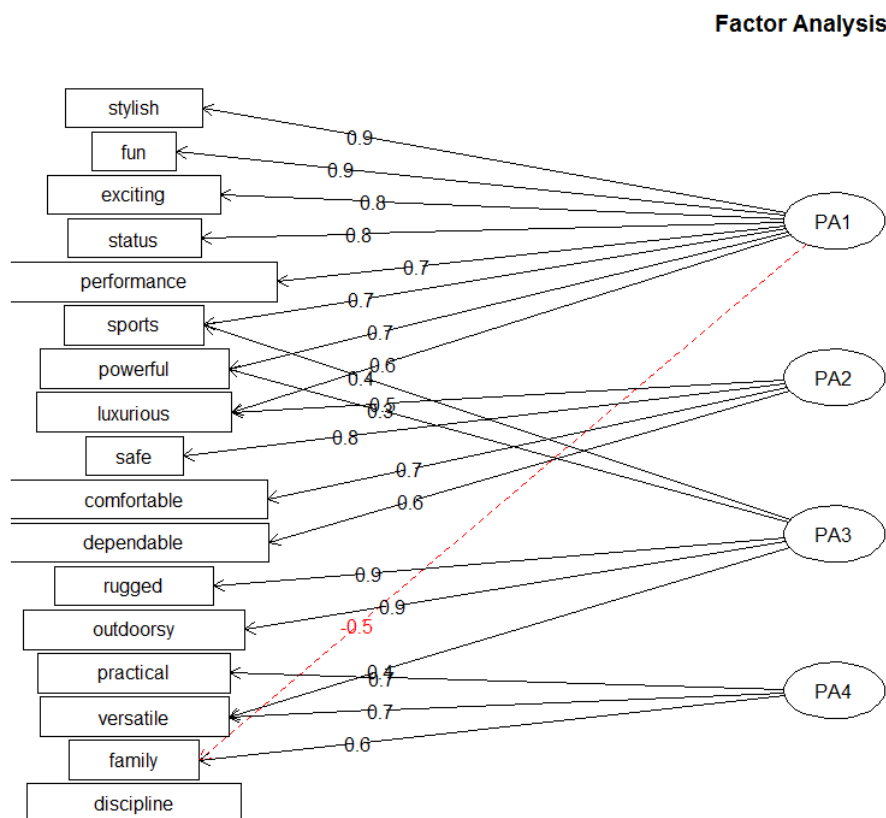 Factor Analysis
stylish
0.9
fun
0.9
exciting
0.8
PA1
status
0.8
performance
0.7
sports
0.7
powerful
0.7
0.6
0.4
PA2
luxurious
0.5
0.3
safe
0.8
comfortable
0.7
dependable
0.6
PA3
rugged
0.9
outdoorsy
0.9
-0.5
practical
0.4
0.7
PA4
versatile
0.7
family
0.6
discipline